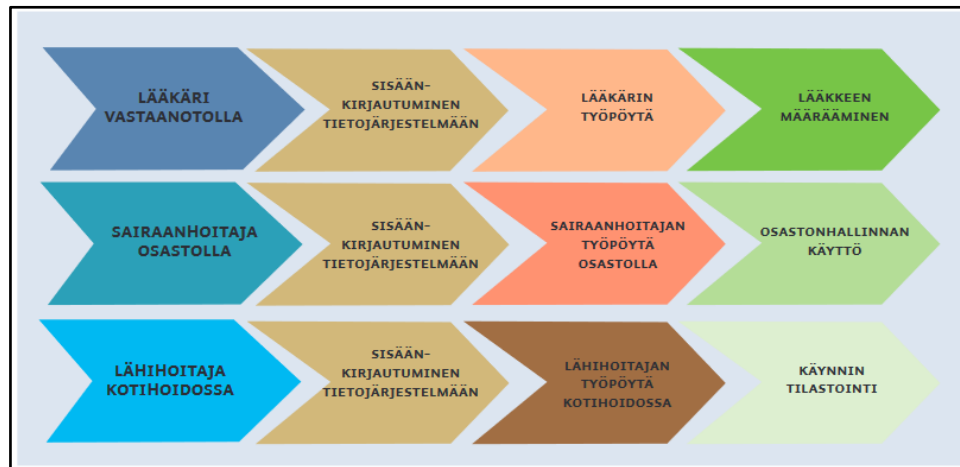 LÄÄKÄRI
VASTAANOTOLLA
SISÄÄN-
KIRJAUTUMINEN
TIETOJÄRJESTELMÄÄN
LÄÄKÄRIN
TYÖPÖYTÄ
LÄÄKKEEN
MÄÄRÄÄMINEN
SAIRAANHOITAJA
OSASTOLLA
SISÄÄN-
KIRJAUTUMINEN
TIETOJÄRJESTELMÄÄN
SAIRAANHOITAJAN
TYÖPÖYTÄ
OSASTOLLA
OSASTONHALLINNAN
KÄYTTÖ
LÄHIHOITAJA
KOTIHOIDOSSA
SISÄÄN-
KIRJAUTUMINEN
TIETOJÄRJESTELMÄÄN
LÄHIHOITAJAN
TYÖPÖYTÄ
KOTIHOIDOSSA
KÄYNNIN
TILASTOINTI